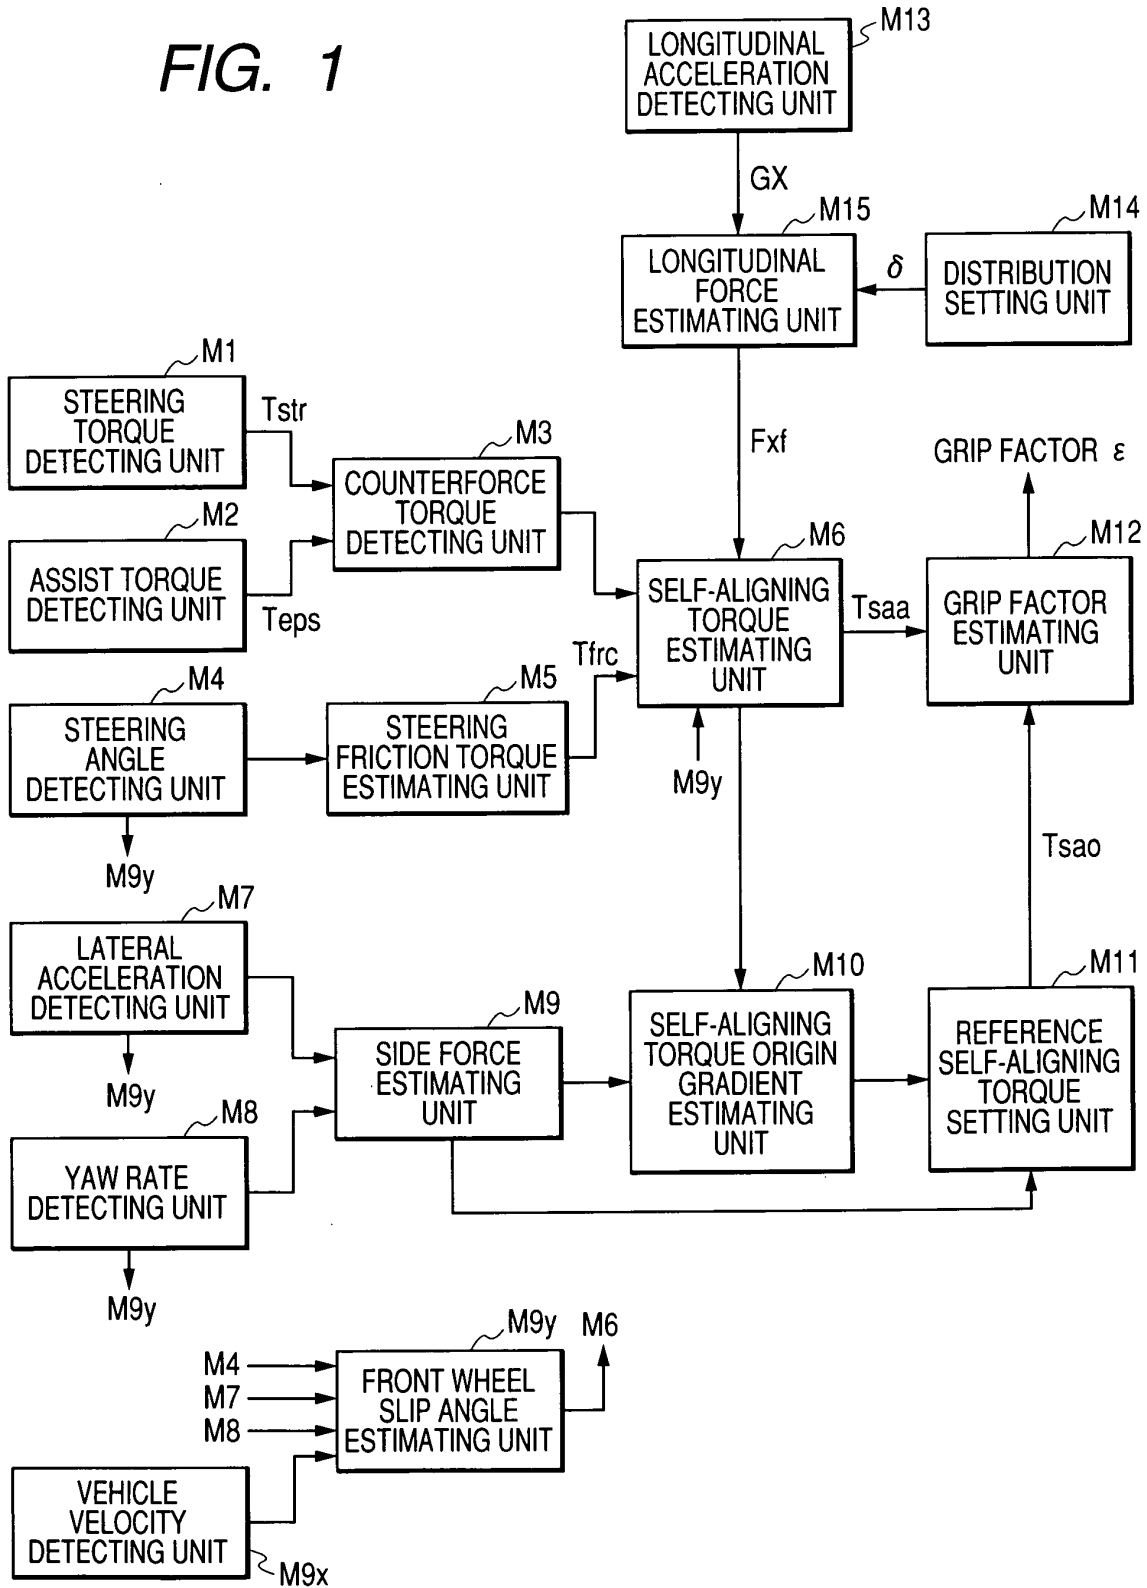 FIG. 1
M13
LONGITUDINAL
ACCELERATION
DETECTING UNIT
GX
M15
LONGITUDINAL
FORCE
ESTIMATING UNIT
δ
M14
DISTRIBUTION
SETTING UNIT
Fxf
M1
STEERING
TORQUE
DETECTING UNIT
Tstr
M2
ASSIST TORQUE
DETECTING UNIT
Teps
M3
COUNTERFORCE
TORQUE
DETECTING UNIT
M4
STEERING
ANGLE
DETECTING UNIT
M9y
M5
STEERING
FRICTION TORQUE
ESTIMATING UNIT
Tfrc
M6
SELF-ALIGNING
TORQUE
ESTIMATING
UNIT
M9y
Tsaa
GRIP FACTOR ε
M12
GRIP FACTOR
ESTIMATING
UNIT
Tsao
M7
LATERAL
ACCELERATION
DETECTING UNIT
M9y
M8
YAW RATE
DETECTING UNIT
M9y
M9
SIDE FORCE
ESTIMATING
UNIT
M10
SELF-ALIGNING
TORQUE ORIGIN
GRADIENT
ESTIMATING
UNIT
M11
REFERENCE
SELF-ALIGNING
TORQUE
SETTING UNIT
M4
M7
M8
M9y
FRONT WHEEL
SLIP ANGLE
ESTIMATING UNIT
M6
VEHICLE
VELOCITY
DETECTING UNIT
M9x